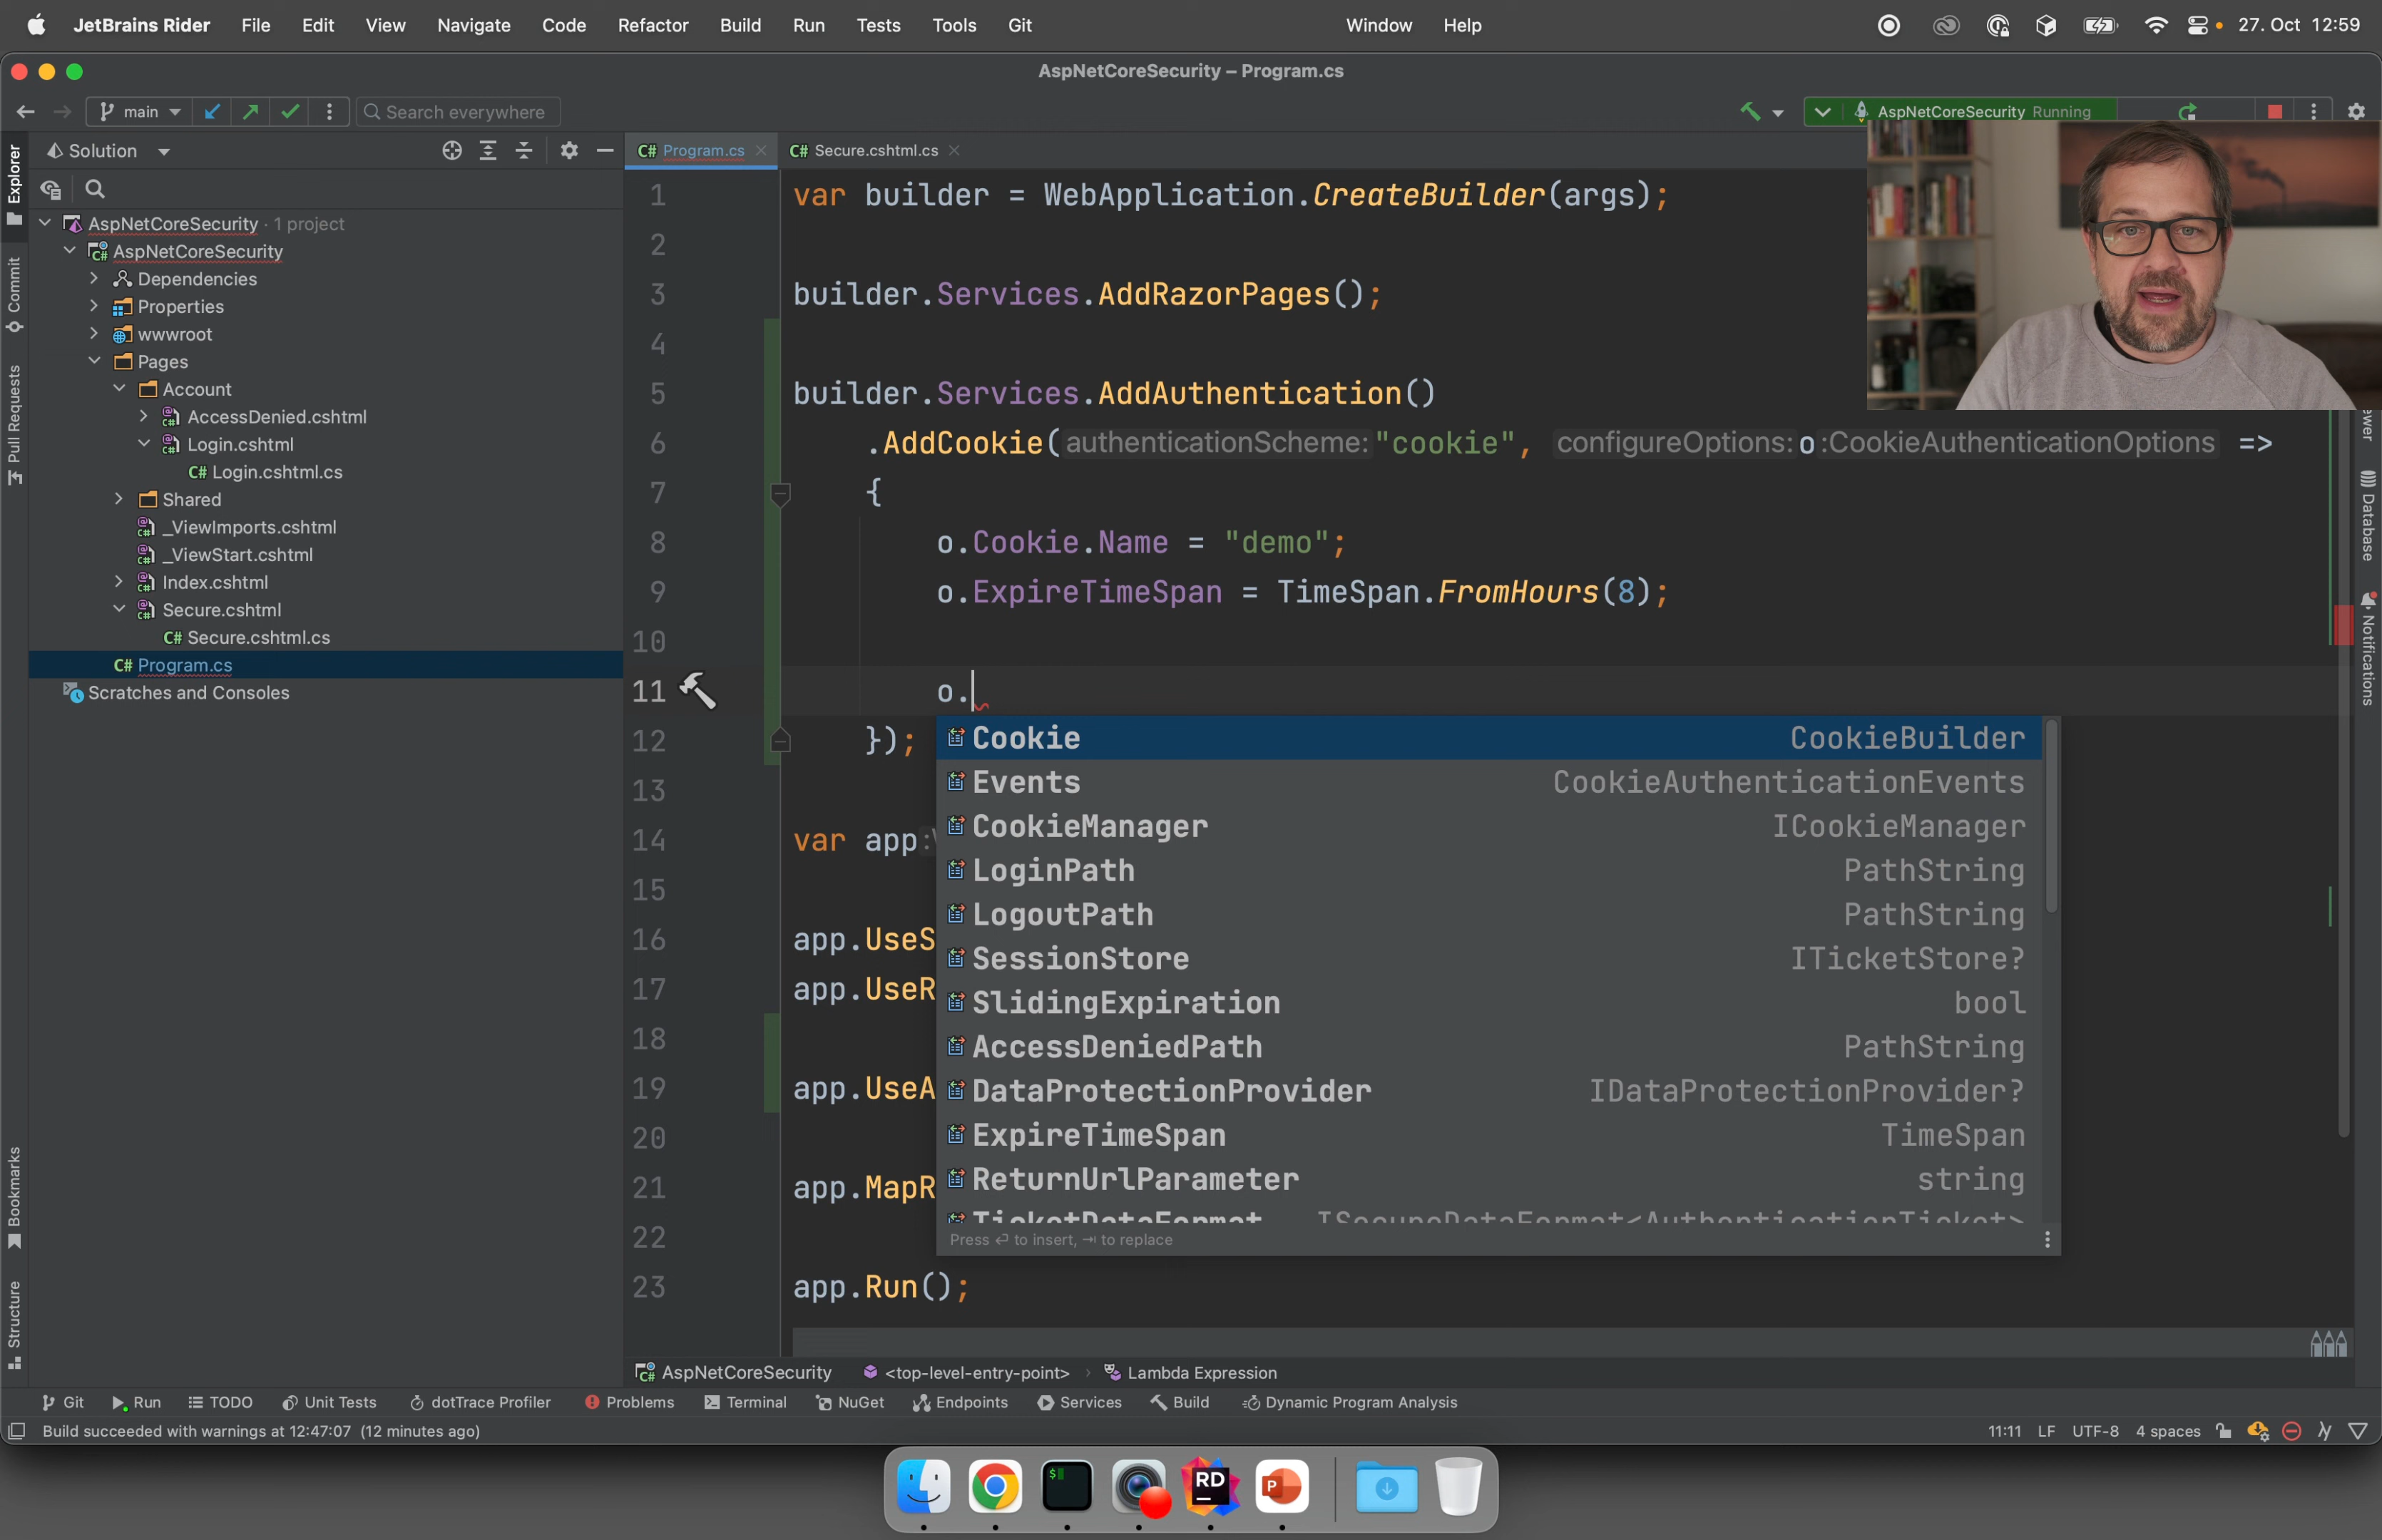 JetBrains Rider File Edit View Navigate Code Refactor Build Run Tests Tools Git Window Help 27. Oct 12:59
AspNetCoreSecurity – Program.cs
main Search everywhere AspNetCoreSecurity Running
Explorer
Commit
Pull Requests
Bookmarks
Structure
Solution
AspNetCoreSecurity · 1 project
AspNetCoreSecurity
Dependencies
Properties
wwwroot
Pages
Account
AccessDenied.cshtml
Login.cshtml
C# Login.cshtml.cs
Shared
_ViewImports.cshtml
_ViewStart.cshtml
Index.cshtml
Secure.cshtml
C# Secure.cshtml.cs
C# Program.cs
Scratches and Consoles
C# Program.cs C# Secure.cshtml.cs
1 var builder = WebApplication.CreateBuilder(args);
2
3 builder.Services.AddRazorPages();
4
5 builder.Services.AddAuthentication()
6 .AddCookie(authenticationScheme:"cookie", configureOptions:o:CookieAuthenticationOptions =>
7 {
8 o.Cookie.Name = "demo";
9 o.ExpireTimeSpan = TimeSpan.FromHours(8);
10
11 o.
12 });
13
14 var app:
15
16 app.UseS
17 app.UseR
18
19 app.UseA
20
21 app.MapR
22
23 app.Run();
Cookie CookieBuilder
Events CookieAuthenticationEvents
CookieManager ICookieManager
LoginPath PathString
LogoutPath PathString
SessionStore ITicketStore?
SlidingExpiration bool
AccessDeniedPath PathString
DataProtectionProvider IDataProtectionProvider?
ExpireTimeSpan TimeSpan
ReturnUrlParameter string
TicketDataFormat ISecureDataFormat<AuthenticationTicket>
Press ⏎ to insert, ⇥ to replace
Database
Notifications
AspNetCoreSecurity <top-level-entry-point> › Lambda Expression
Git Run TODO Unit Tests dotTrace Profiler Problems Terminal NuGet Endpoints Services Build Dynamic Program Analysis
Build succeeded with warnings at 12:47:07 (12 minutes ago) 11:11 LF UTF-8 4 spaces
RD
P